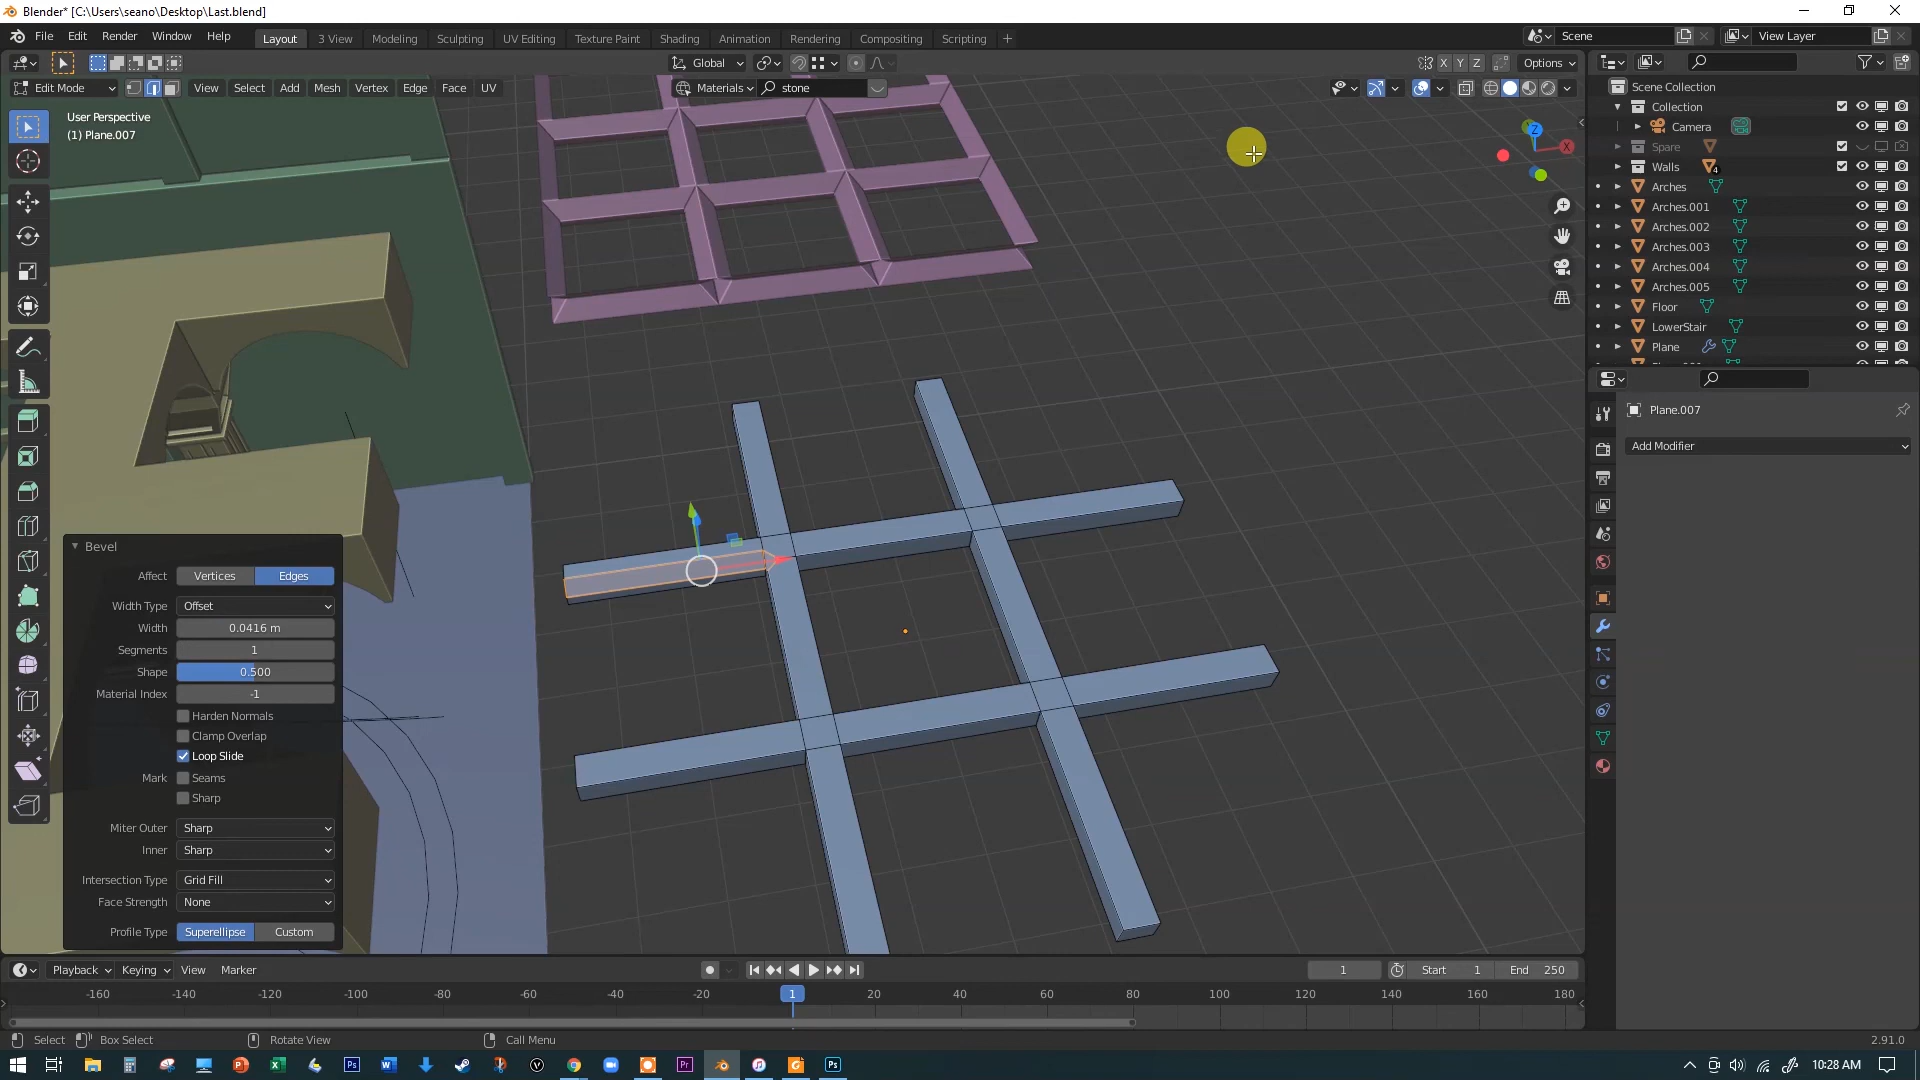 Blender* [C:\Users\seano\Desktop\Last.blend]
File Edit Render Window Help Layout 3 View Modeling Sculpting UV Editing Texture Paint Shading Animation Rendering Compositing Scripting + Scene View Layer
Global X Y Z Options
Edit Mode View Select Add Mesh Vertex Edge Face UV Materials stone
Scene Collection
Collection
User Perspective
(1) Plane.007
Camera
Spare
Walls 4
Arches
Arches.001
Arches.002
Arches.003
Arches.004
Arches.005
Floor
LowerStair
Plane
Z
X
Plane.007
Add Modifier
Bevel
Affect Vertices Edges
Width Type Offset
Width 0.0416 m
Segments 1
Shape 0.500
Material Index -1
Harden Normals
Clamp Overlap
Loop Slide
Mark Seams
Sharp
Miter Outer Sharp
Inner Sharp
Intersection Type Grid Fill
Face Strength None
Profile Type Superellipse Custom
Playback Keying View Marker 1 Start 1 End 250
-160 -140 -120 -100 -80 -60 -40 -20 1 20 40 60 80 100 120 140 160 180
Select Box Select Rotate View Call Menu 2.91.0
10:28 AM